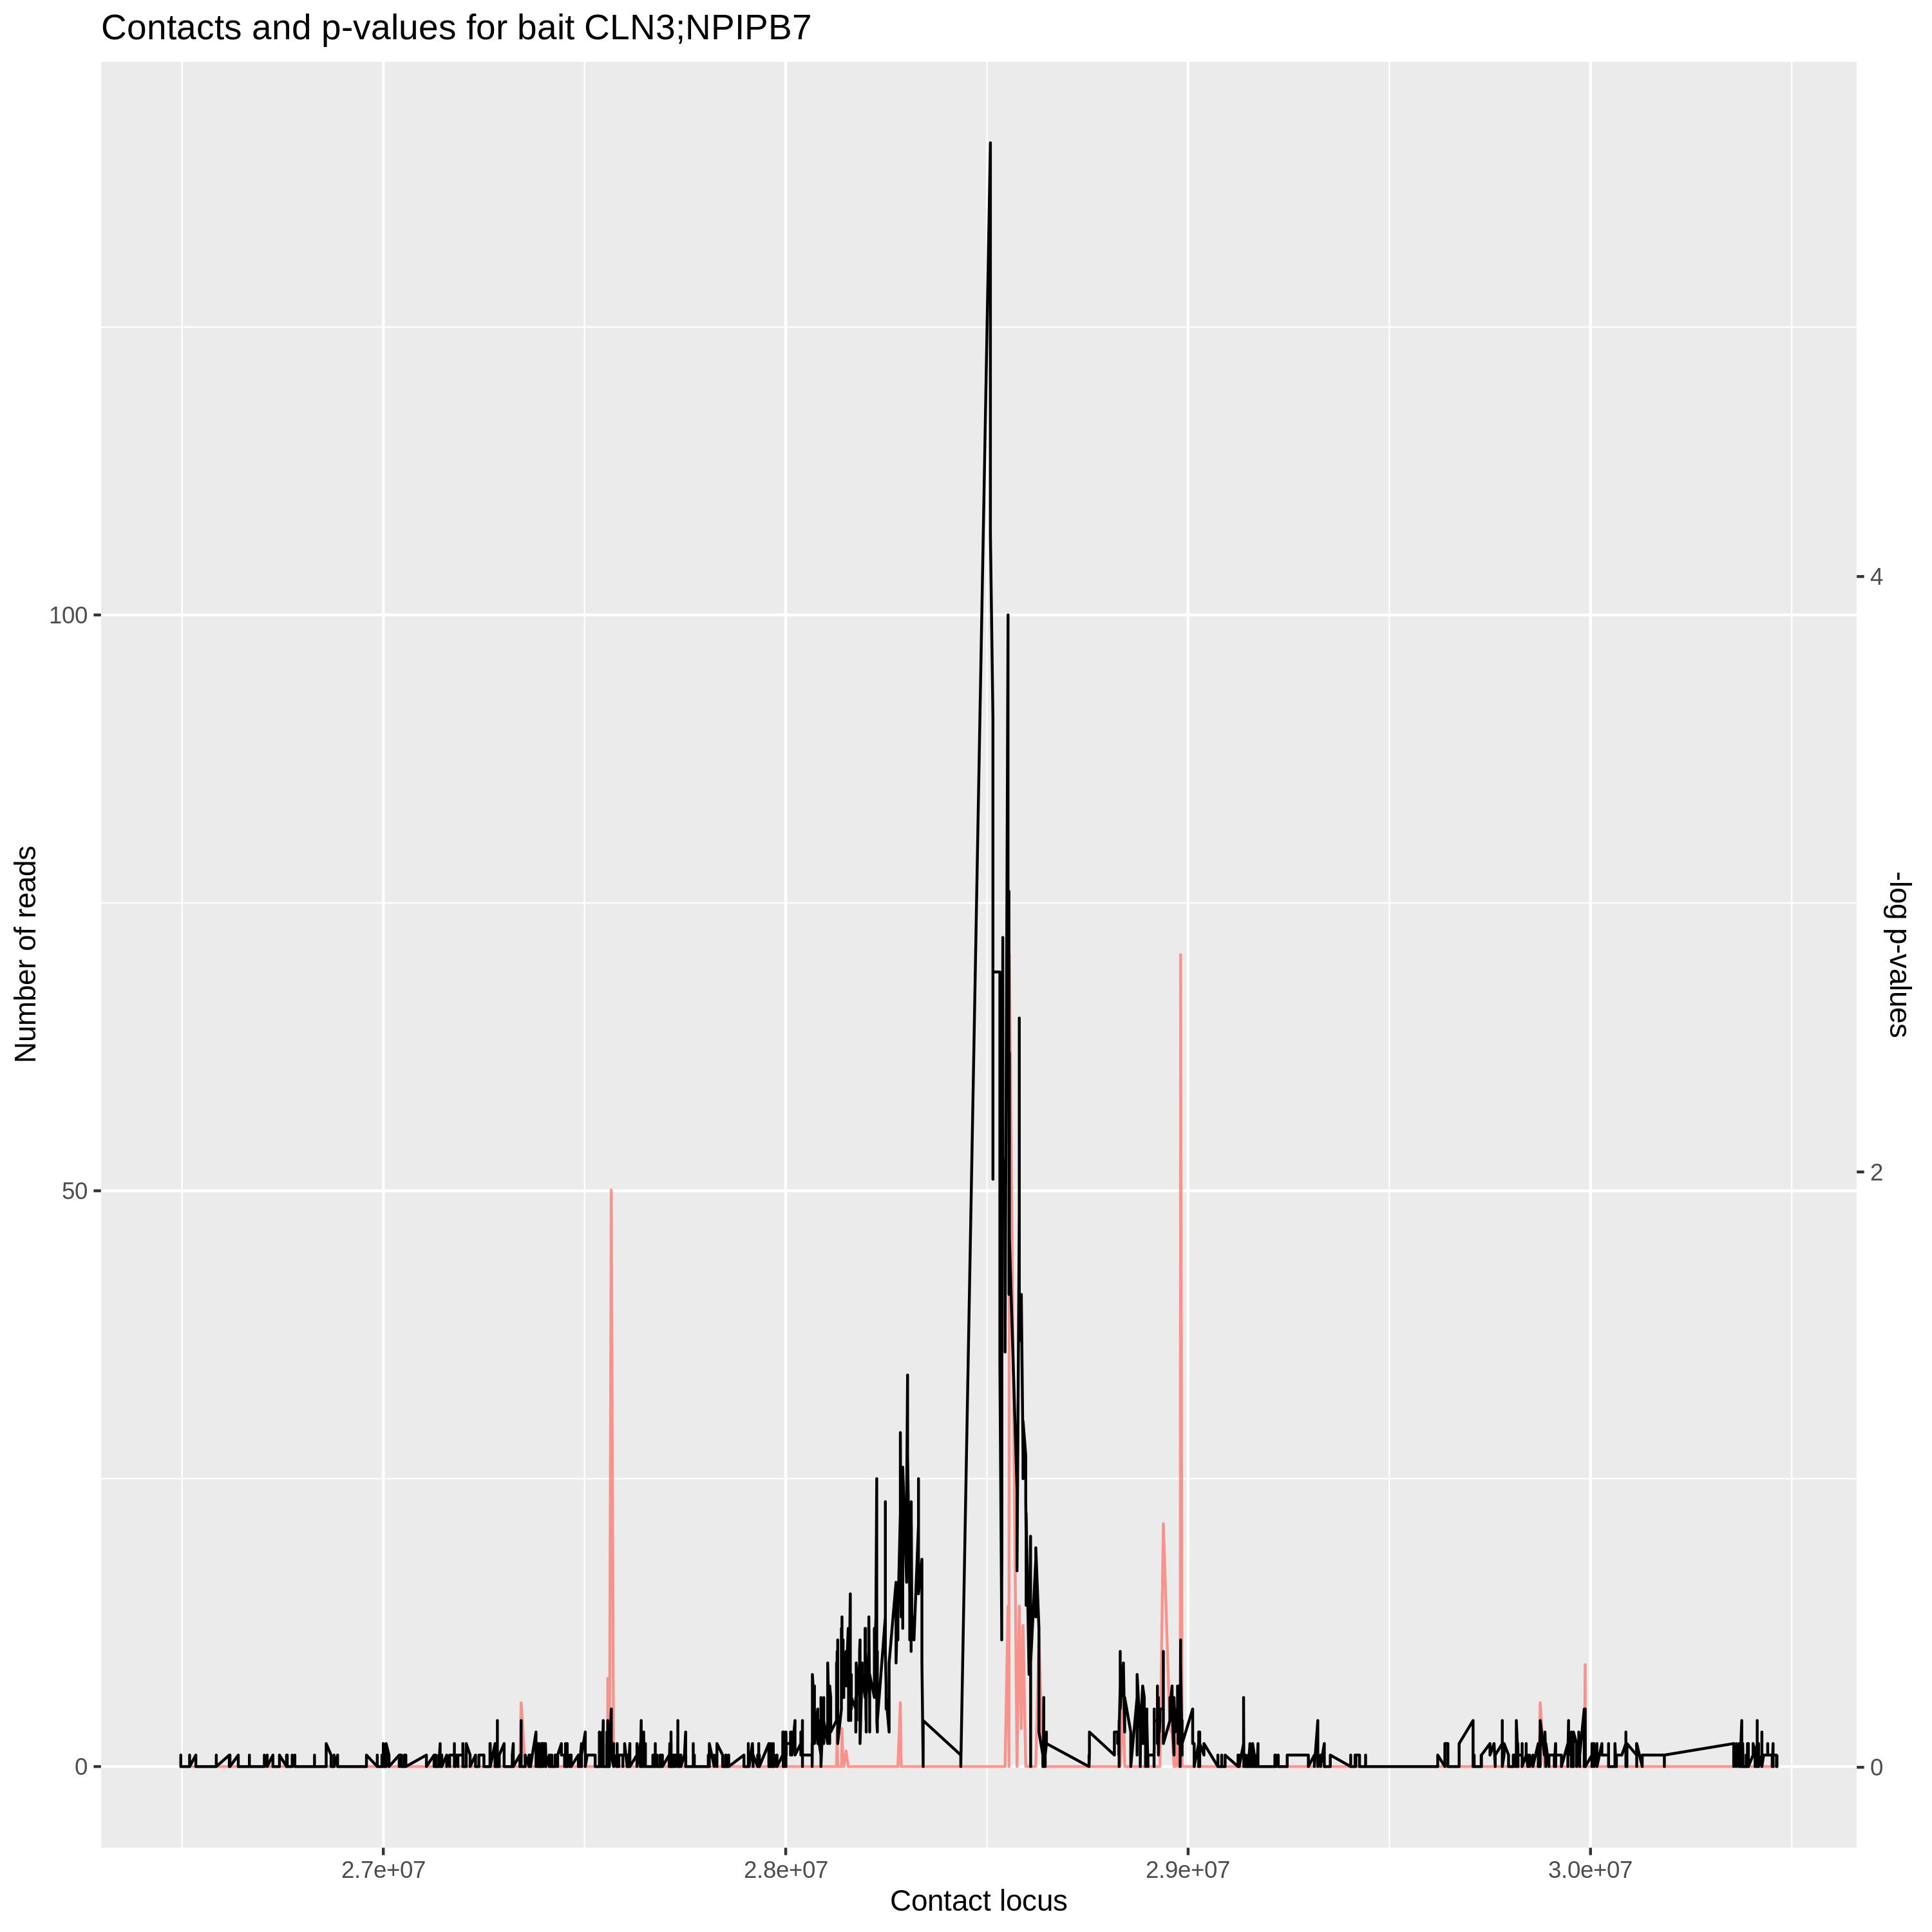 Contacts and p-values for bait CLN3;NPIPB7
Number of reads
100
50
0
4
2
0
-log p-values
2.7e+07
2.8e+07
2.9e+07
3.0e+07
Contact locus